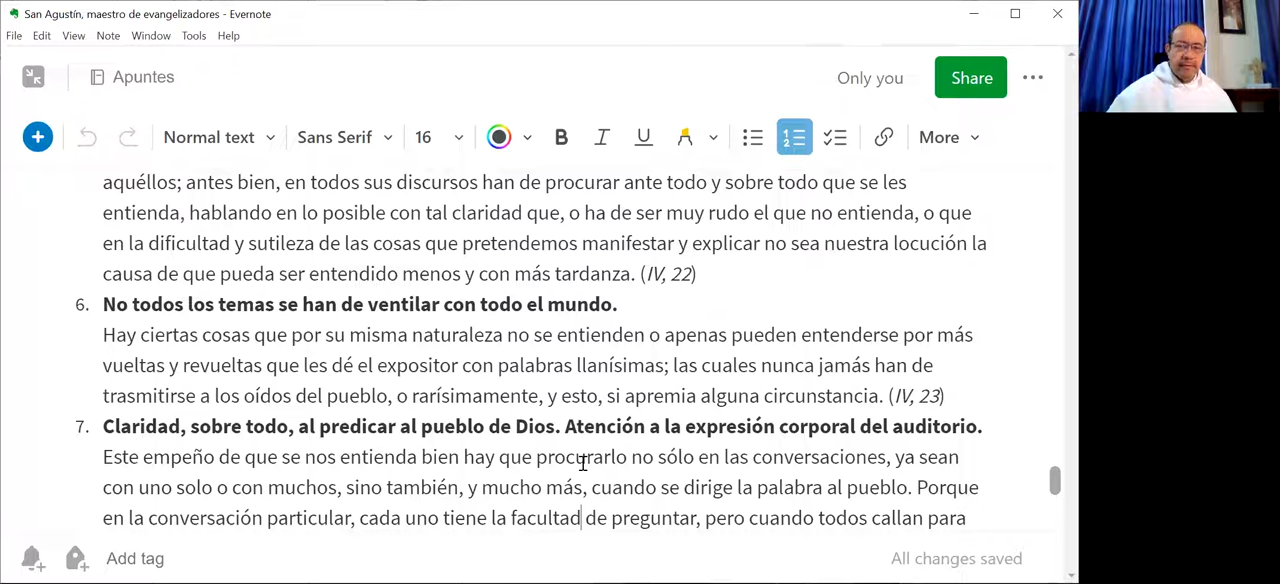 San Agustín, maestro de evangelizadores - Evernote
File Edit View Note Window Tools Help
Apuntes
Only you
Share
Normal text
Sans Serif
16
B I U
More
aquéllos; antes bien, en todos sus discursos han de procurar ante todo y sobre todo que se les
entienda, hablando en lo posible con tal claridad que, o ha de ser muy rudo el que no entienda, o que
en la dificultad y sutileza de las cosas que pretendemos manifestar y explicar no sea nuestra locución la
causa de que pueda ser entendido menos y con más tardanza. (IV, 22)
6. No todos los temas se han de ventilar con todo el mundo.
Hay ciertas cosas que por su misma naturaleza no se entienden o apenas pueden entenderse por más
vueltas y revueltas que les dé el expositor con palabras llanísimas; las cuales nunca jamás han de
trasmitirse a los oídos del pueblo, o rarísimamente, y esto, si apremia alguna circunstancia. (IV, 23)
7. Claridad, sobre todo, al predicar al pueblo de Dios. Atención a la expresión corporal del auditorio.
Este empeño de que se nos entienda bien hay que procurarlo no sólo en las conversaciones, ya sean
con uno solo o con muchos, sino también, y mucho más, cuando se dirige la palabra al pueblo. Porque
en la conversación particular, cada uno tiene la facultad de preguntar, pero cuando todos callan para
Add tag
All changes saved